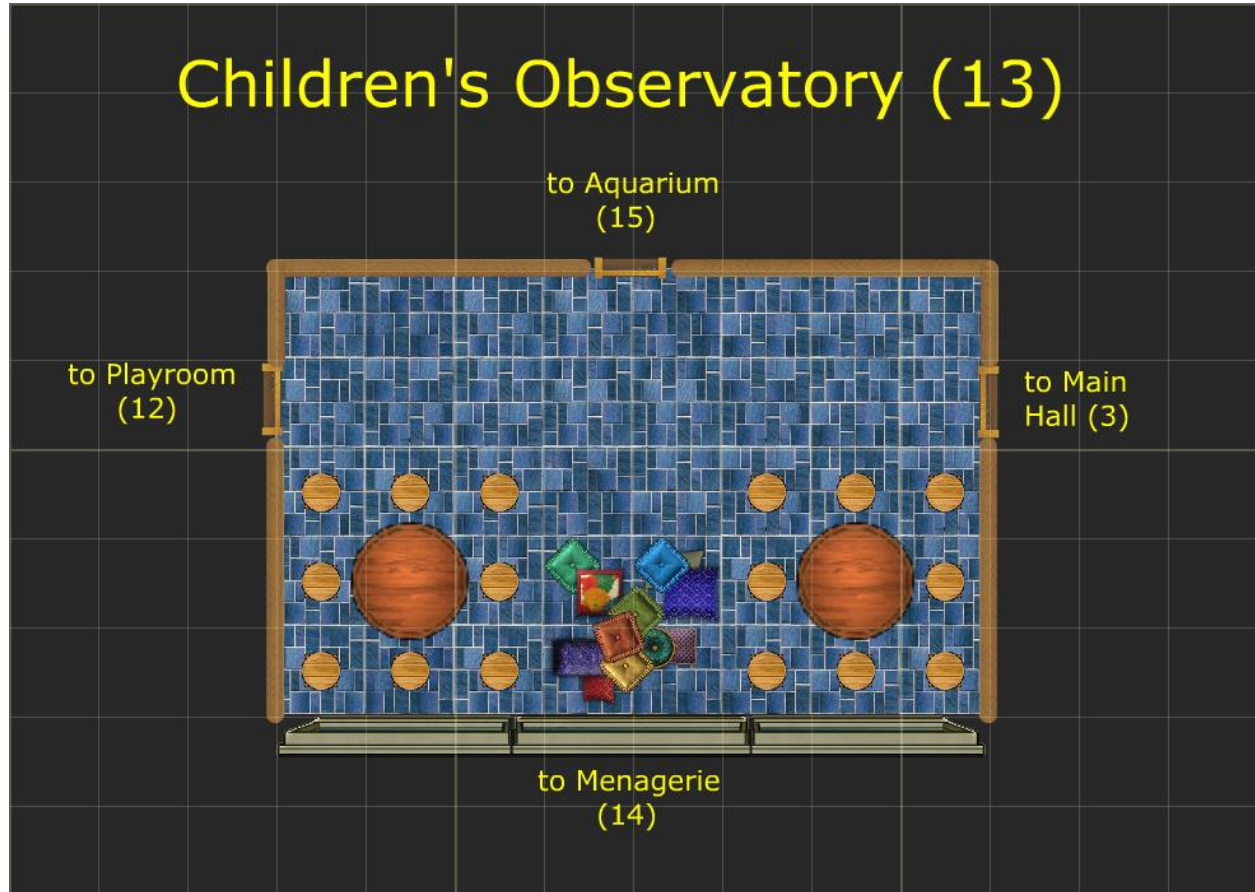 Children's Observatory (13)
to Aquarium
(15)
to Playroom
(12)
to Main
Hall (3)
to Menagerie
(14)